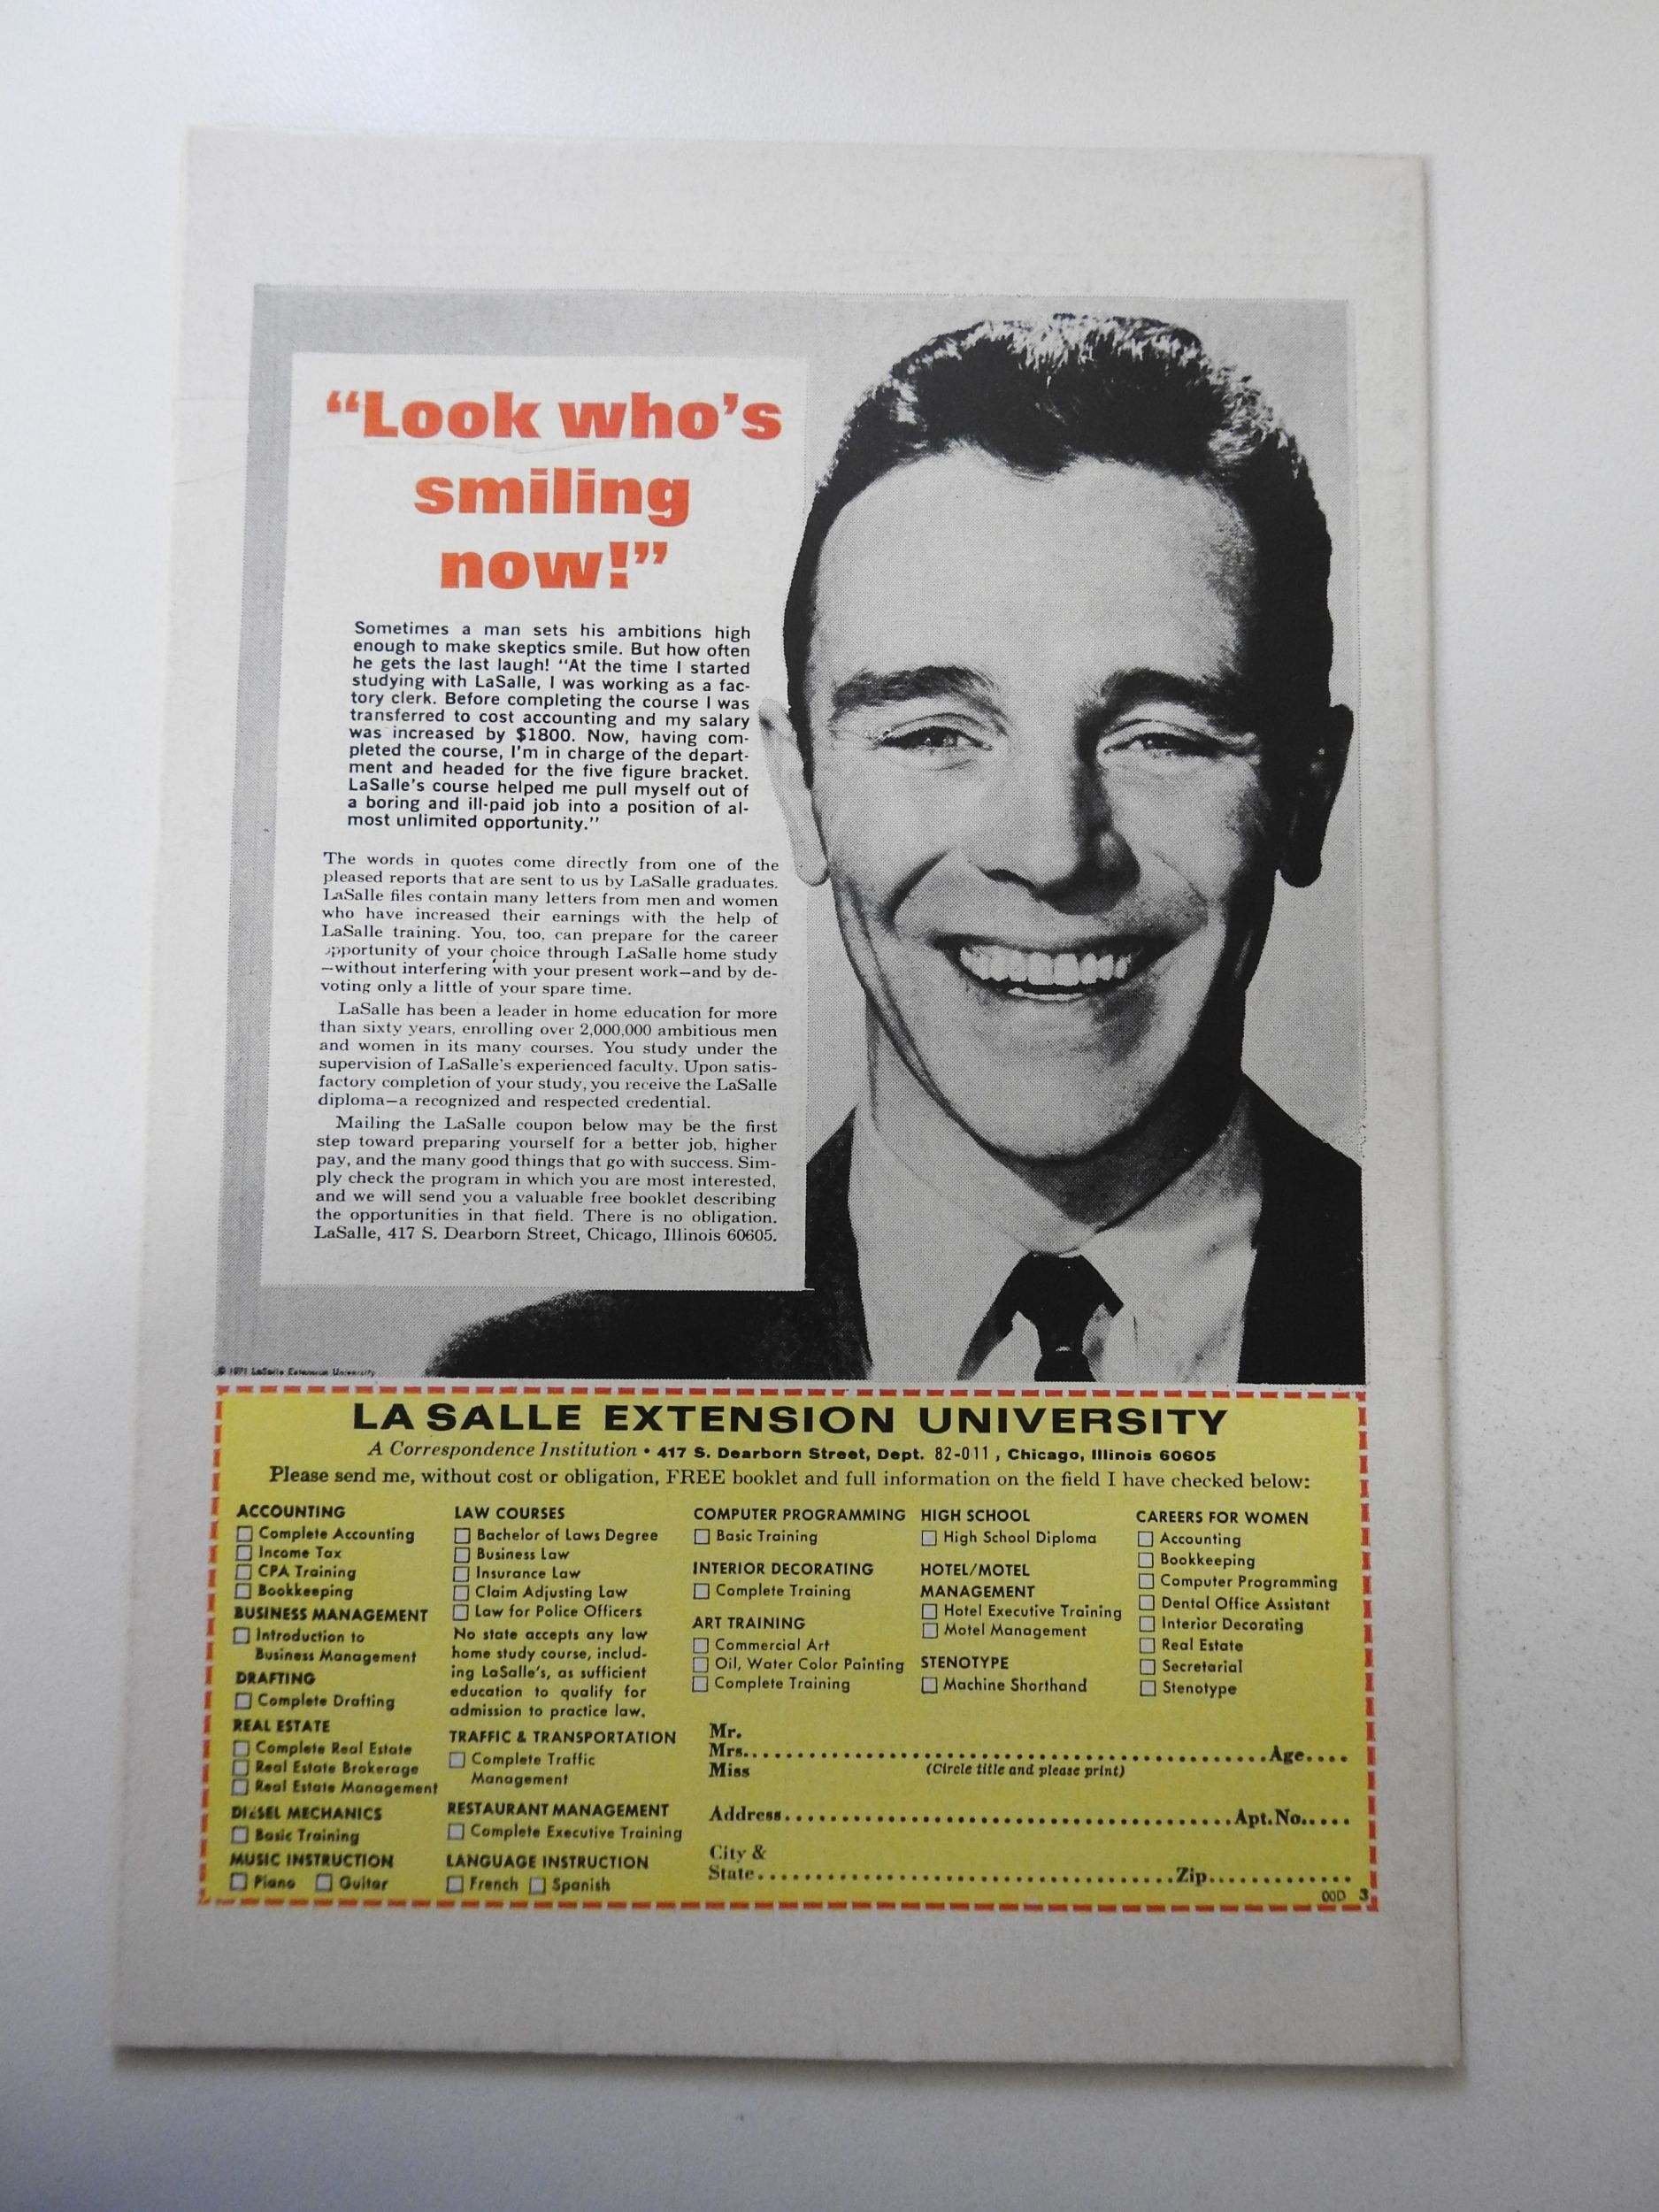 “Look who’s
smiling
now!”
Sometimes a man sets his ambitions high
enough to make skeptics smile. But how often
he gets the last laugh! “At the time I started
studying with LaSalle, I was working as a fac-
tory clerk. Before completing the course I was
transferred to cost accounting and my salary
was increased by $1800. Now, having com-
pleted the course, I’m in charge of the depart-
ment and headed for the five figure bracket.
LaSalle’s course helped me pull myself out of
a boring and ill-paid job into a position of al-
most unlimited opportunity.”
The words in quotes come directly from one of the
pleased reports that are sent to us by LaSalle graduates.
LaSalle files contain many letters from men and women
who have increased their earnings with the help of
LaSalle training. You, too, can prepare for the career
opportunity of your choice through LaSalle home study
—without interfering with your present work—and by de-
voting only a little of your spare time.
LaSalle has been a leader in home education for more
than sixty years, enrolling over 2,000,000 ambitious men
and women in its many courses. You study under the
supervision of LaSalle’s experienced faculty. Upon satis-
factory completion of your study, you receive the LaSalle
diploma—a recognized and respected credential.
Mailing the LaSalle coupon below may be the first
step toward preparing yourself for a better job, higher
pay, and the many good things that go with success. Sim-
ply check the program in which you are most interested,
and we will send you a valuable free booklet describing
the opportunities in that field. There is no obligation.
LaSalle, 417 S. Dearborn Street, Chicago, Illinois 60605.
© 1971 LaSalle Extension University
LA SALLE EXTENSION UNIVERSITY
A Correspondence Institution • 417 S. Dearborn Street, Dept. 82-011, Chicago, Illinois 60605
Please send me, without cost or obligation, FREE booklet and full information on the field I have checked below:
ACCOUNTING
Complete Accounting
Income Tax
CPA Training
Bookkeeping
BUSINESS MANAGEMENT
Introduction to
Business Management
DRAFTING
Complete Drafting
REAL ESTATE
Complete Real Estate
Real Estate Brokerage
Real Estate Management
DIESEL MECHANICS
Basic Training
MUSIC INSTRUCTION
Piano Guitar
LAW COURSES
Bachelor of Laws Degree
Business Law
Insurance Law
Claim Adjusting Law
Law for Police Officers
No state accepts any law
home study course, includ-
ing LaSalle’s, as sufficient
education to qualify for
admission to practice law.
TRAFFIC & TRANSPORTATION
Complete Traffic
Management
RESTAURANT MANAGEMENT
Complete Executive Training
LANGUAGE INSTRUCTION
French Spanish
COMPUTER PROGRAMMING
Basic Training
INTERIOR DECORATING
Complete Training
ART TRAINING
Commercial Art
Oil, Water Color Painting
Complete Training
HIGH SCHOOL
High School Diploma
HOTEL/MOTEL
MANAGEMENT
Hotel Executive Training
Motel Management
STENOTYPE
Machine Shorthand
CAREERS FOR WOMEN
Accounting
Bookkeeping
Computer Programming
Dental Office Assistant
Interior Decorating
Real Estate
Secretarial
Stenotype
Mr.
Mrs. Age
Miss (Circle title and please print)
Address Apt. No.
City &
State Zip
00D 3